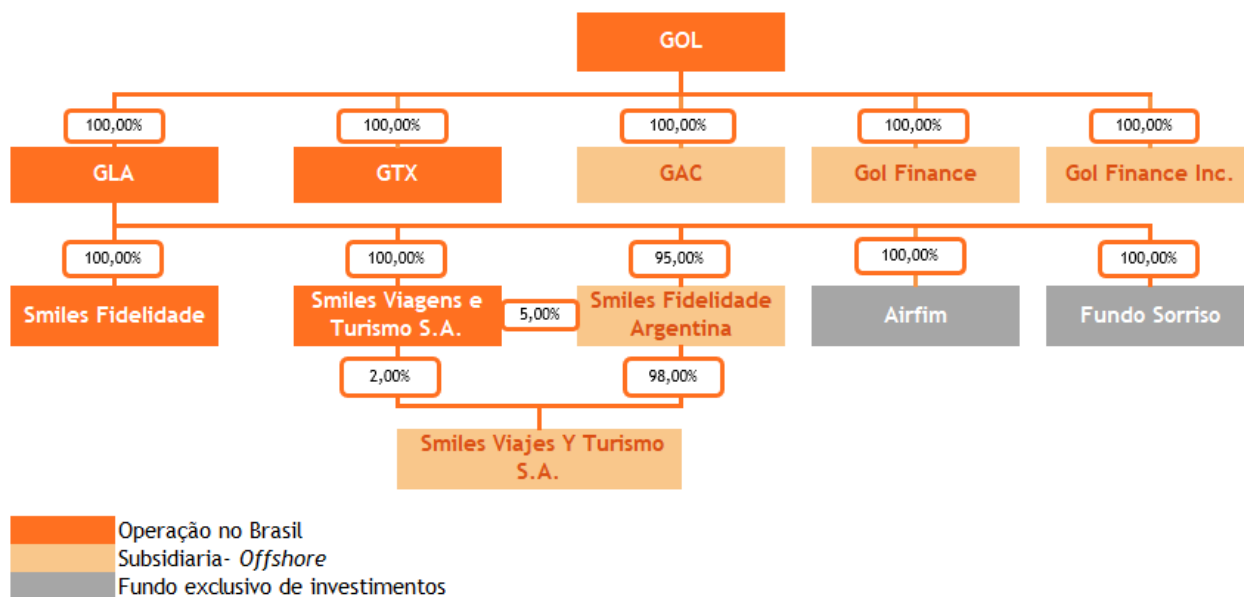 GOL
100,00%
100,00%
100,00%
100,00%
100,00%
GLA
GTX
GAC
Gol Finance
Gol Finance Inc.
100,00%
100,00%
95,00%
100,00%
100,00%
Smiles Fidelidade
Smiles Viagens e
Turismo S.A.
5,00%
Smiles Fidelidade
Argentina
Airfim
Fundo Sorriso
2,00%
98,00%
Smiles Viajes Y Turismo
S.A.
Operação no Brasil
Subsidiaria- Offshore
Fundo exclusivo de investimentos